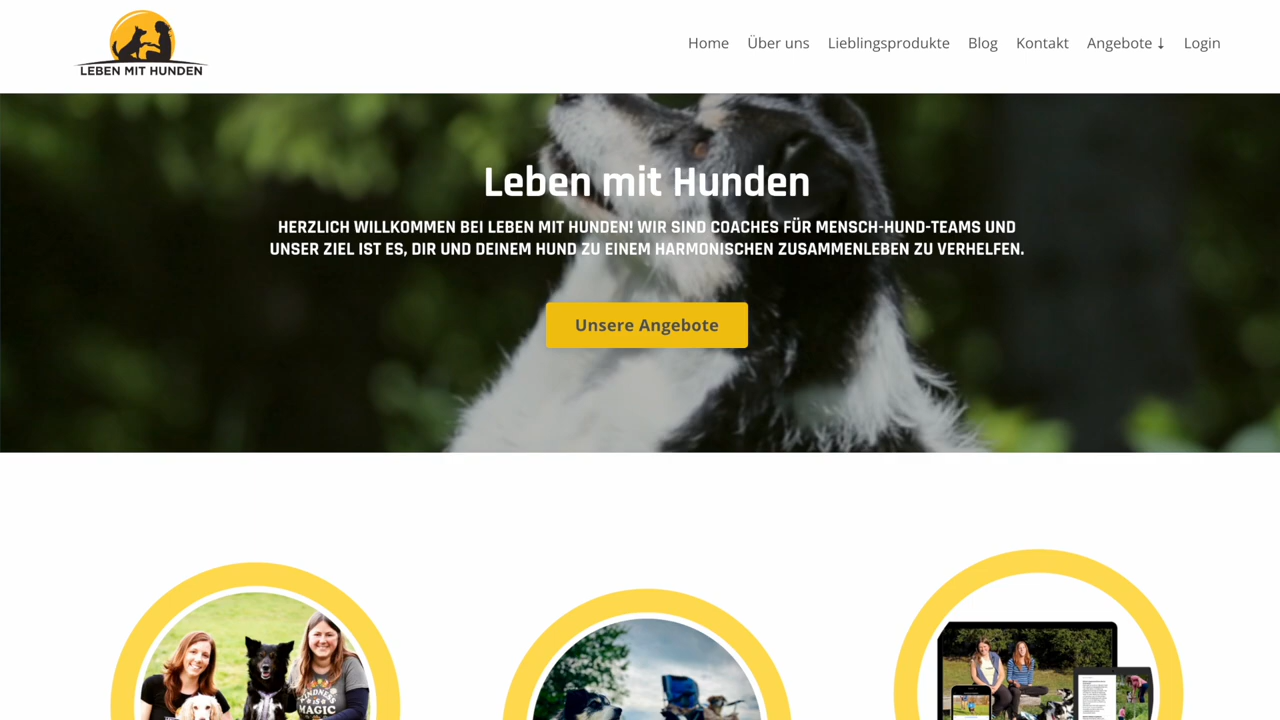 LEBEN MIT HUNDEN
Home Über uns Lieblingsprodukte Blog Kontakt Angebote ↓ Login
Leben mit Hunden
HERZLICH WILLKOMMEN BEI LEBEN MIT HUNDEN! WIR SIND COACHES FÜR MENSCH-HUND-TEAMS UND
UNSER ZIEL IST ES, DIR UND DEINEM HUND ZU EINEM HARMONISCHEN ZUSAMMENLEBEN ZU VERHELFEN.
Unsere Angebote
KINDNESS
IS
MAGIC